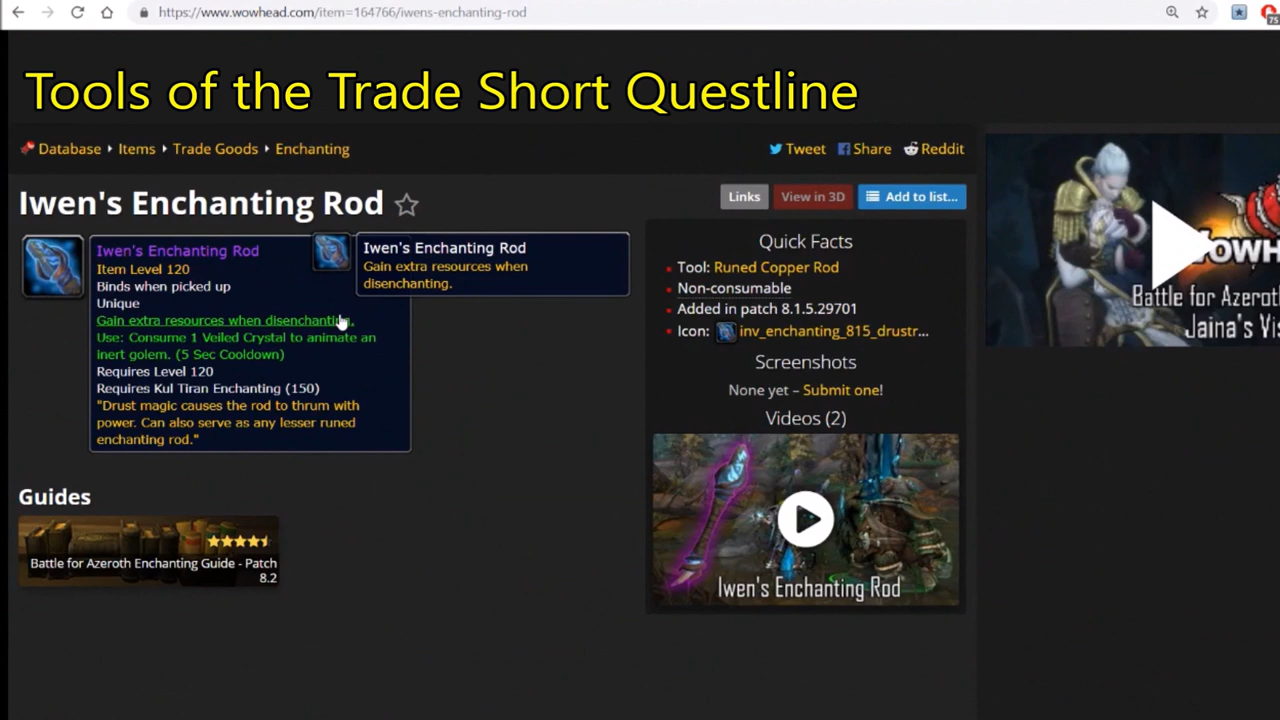 https://www.wowhead.com/item=164766/iwens-enchanting-rod
75
Tools of the Trade Short Questline
Database Items Trade Goods Enchanting
Tweet Share Reddit
Iwen's Enchanting Rod
Links View in 3D Add to list...
Iwen's Enchanting Rod
Item Level 120
Binds when picked up
Unique
Gain extra resources when disenchanting.
Use: Consume 1 Veiled Crystal to animate an
inert golem. (5 Sec Cooldown)
Requires Level 120
Requires Kul Tiran Enchanting (150)
"Drust magic causes the rod to thrum with
power. Can also serve as any lesser runed
enchanting rod."
Iwen's Enchanting Rod
Gain extra resources when
disenchanting.
Quick Facts
Tool: Runed Copper Rod
Non-consumable
Added in patch 8.1.5.29701
Icon: inv_enchanting_815_drustr...
Screenshots
None yet – Submit one!
Videos (2)
Iwen's Enchanting Rod
Guides
Battle for Azeroth Enchanting Guide - Patch
8.2
WOWH
Battle for Azerot
Jaina's Vis